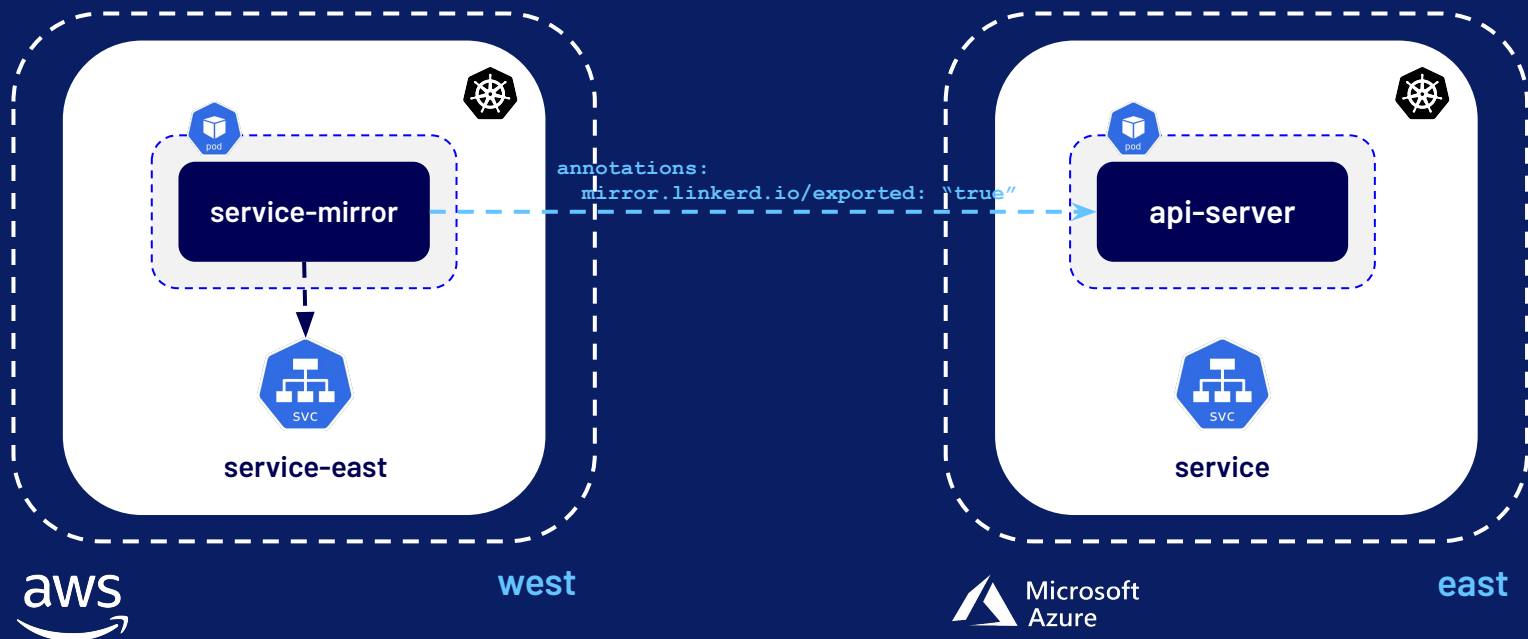 pod
service-mirror
svc
service-east
annotations:
mirror.linkerd.io/exported: “true”
pod
api-server
svc
service
aws
west
Microsoft
Azure
east